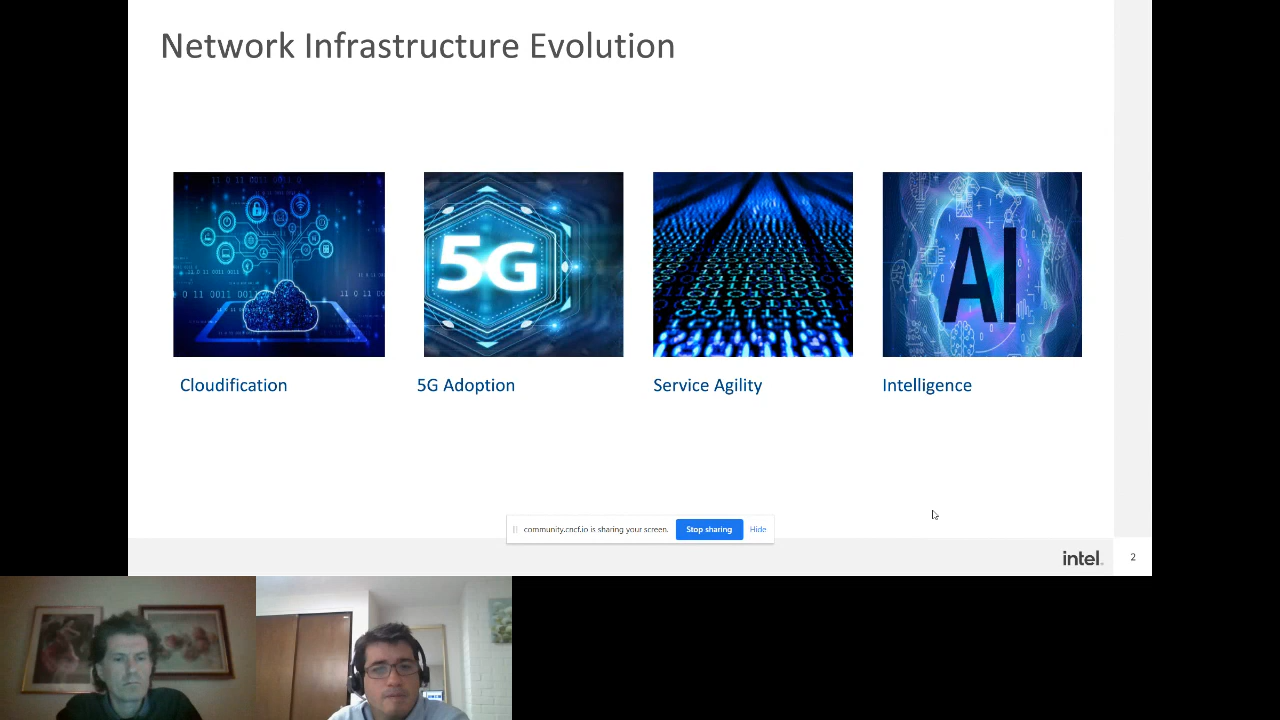 Network Infrastructure Evolution
5G
AI
Cloudification
5G Adoption
Service Agility
Intelligence
community.cncf.io is sharing your screen.
Stop sharing
Hide
intel.
2